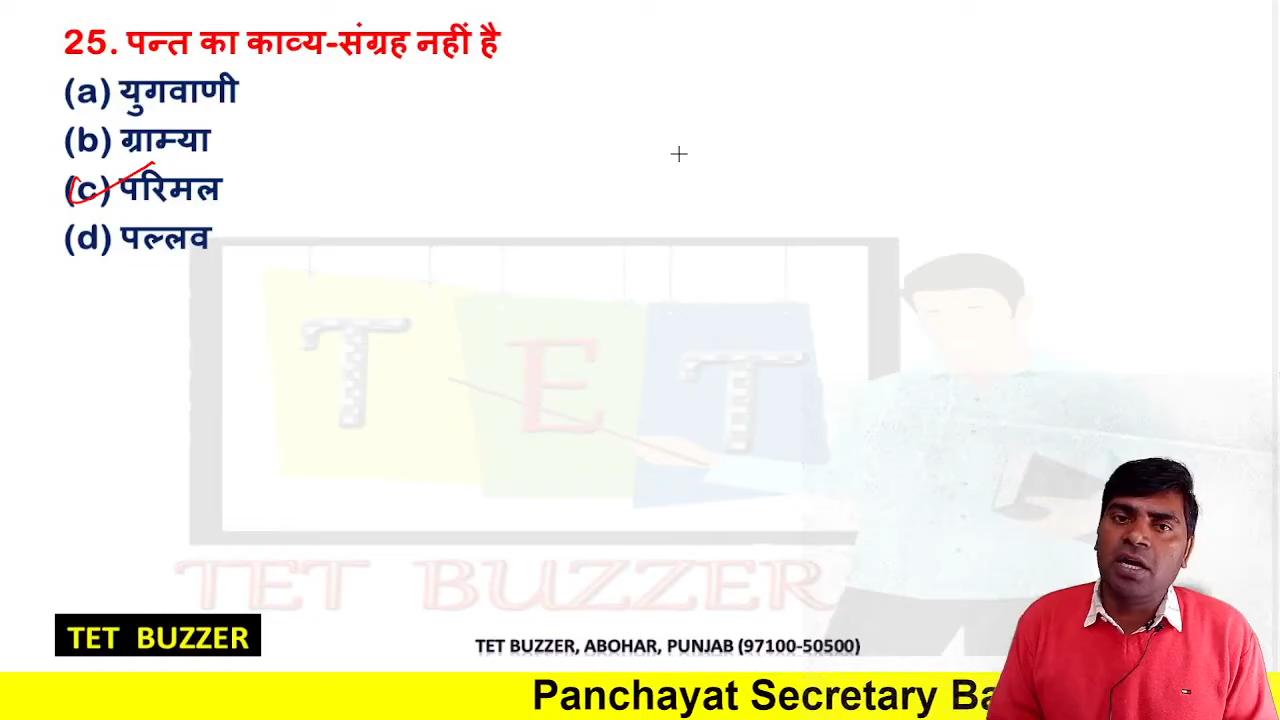 25. पन्त का काव्य-संग्रह नहीं है
(a) युगवाणी
(b) ग्राम्या
(c) परिमल
(d) पल्लव
T E T
TET BUZZER
TET BUZZER
TET BUZZER, ABOHAR, PUNJAB (97100-50500)
Panchayat Secretary Ba